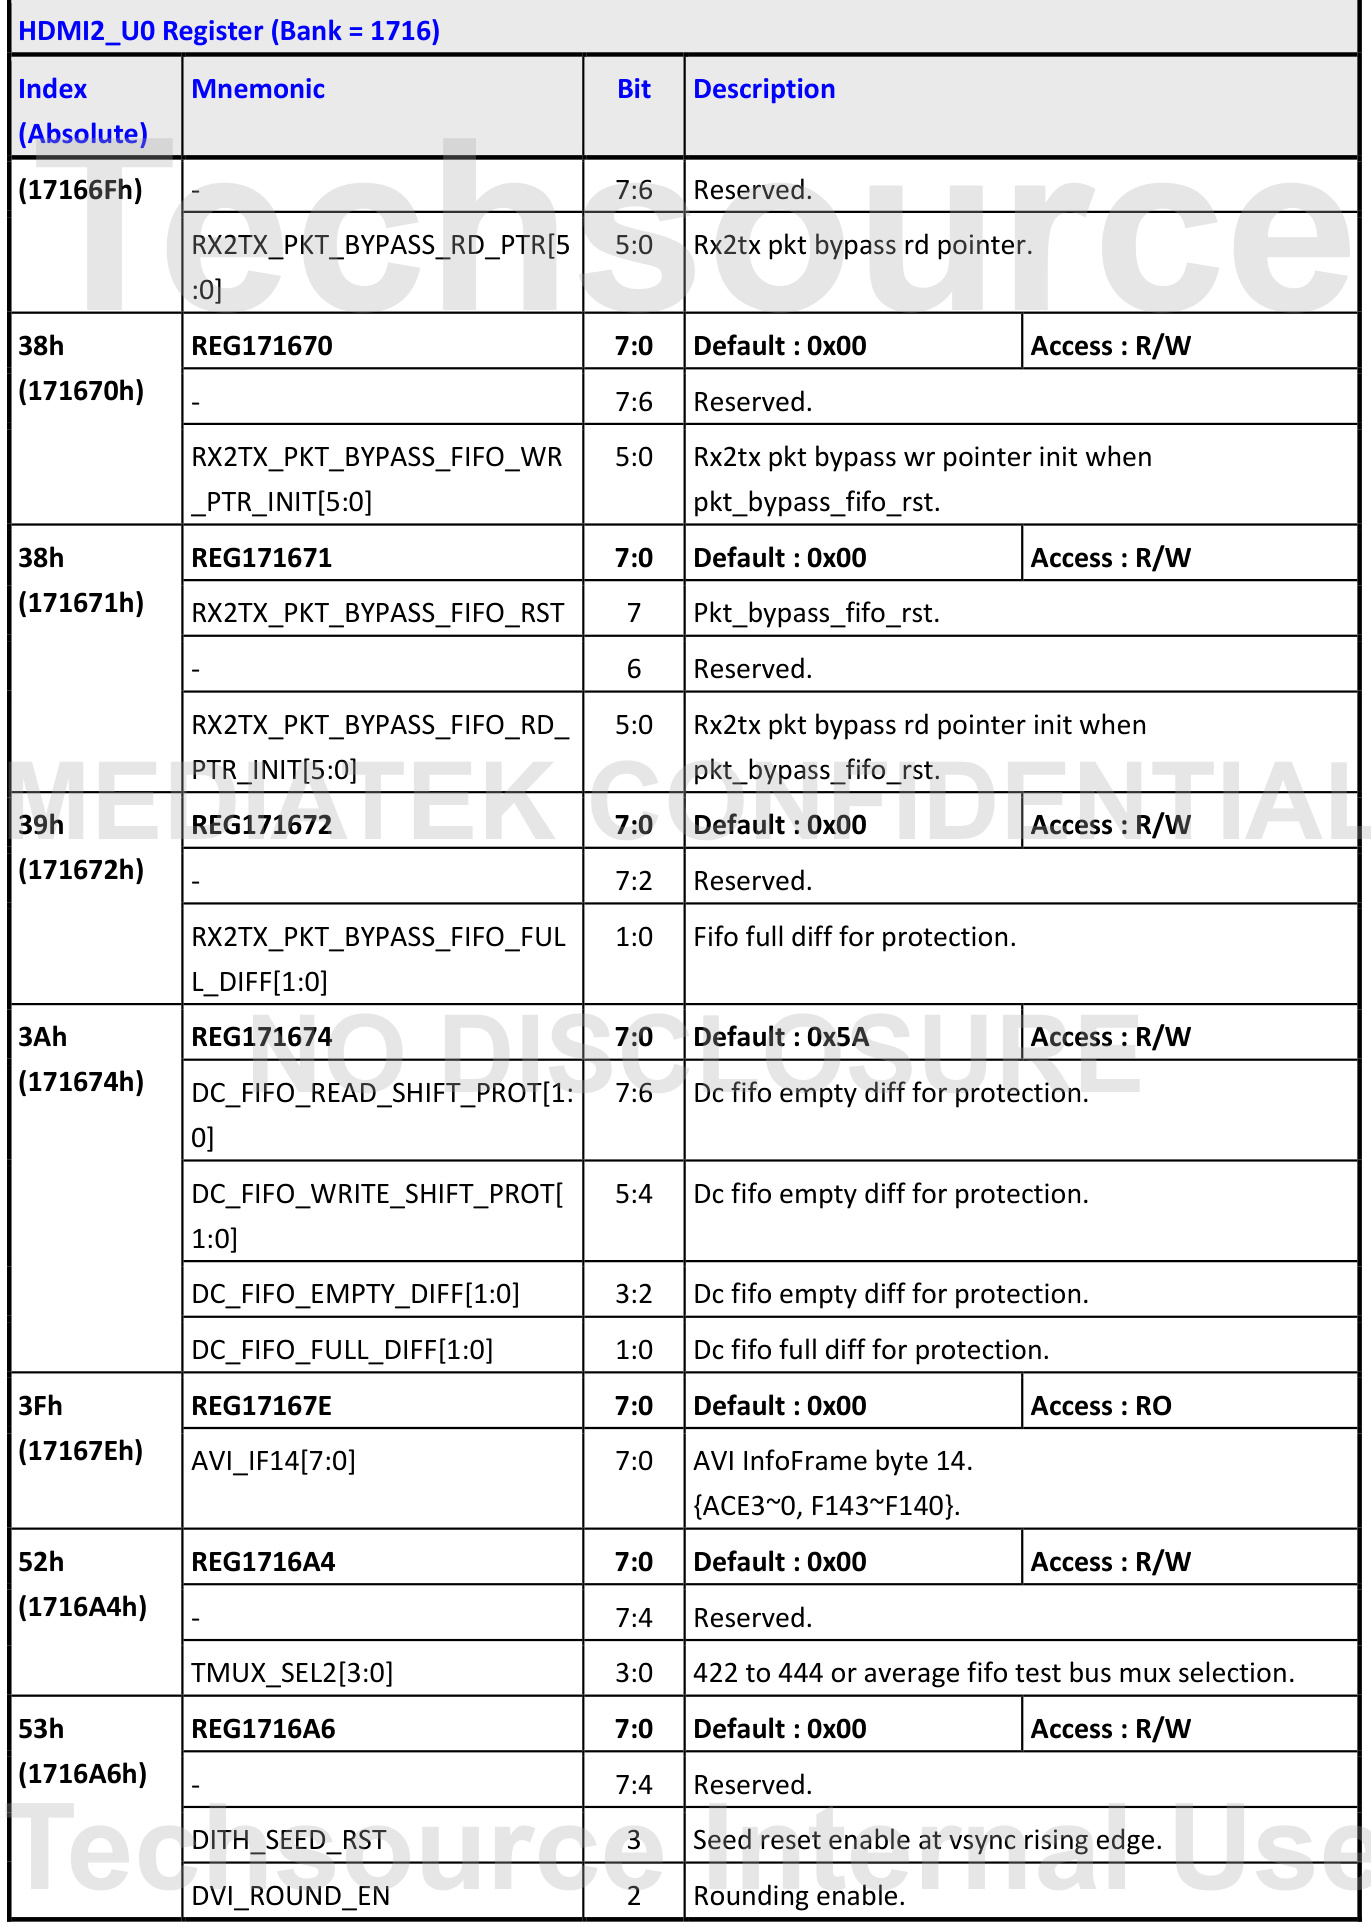 HDMI2_U0 Register (Bank = 1716)
Index Mnemonic Bit Description
(Absolute)
(17166Fh) - 7:6 Reserved.
RX2TX_PKT_BYPASS_RD_PTR[5 5:0 Rx2tx pkt bypass rd pointer.
:0]
Techsource
38h REG171670 7:0 Default : 0x00 Access : R/W
(171670h) - 7:6 Reserved.
RX2TX_PKT_BYPASS_FIFO_WR 5:0 Rx2tx pkt bypass wr pointer init when
_PTR_INIT[5:0] pkt_bypass_fifo_rst.
38h REG171671 7:0 Default : 0x00 Access : R/W
(171671h) RX2TX_PKT_BYPASS_FIFO_RST 7 Pkt_bypass_fifo_rst.
- 6 Reserved.
RX2TX_PKT_BYPASS_FIFO_RD_ 5:0 Rx2tx pkt bypass rd pointer init when
PTR_INIT[5:0] pkt_bypass_fifo_rst.
MEDIATEK CONFIDENTIAL
39h REG171672 7:0 Default : 0x00 Access : R/W
(171672h) - 7:2 Reserved.
RX2TX_PKT_BYPASS_FIFO_FUL 1:0 Fifo full diff for protection.
L_DIFF[1:0]
3Ah REG171674 7:0 Default : 0x5A Access : R/W
NO DISCLOSURE
(171674h) DC_FIFO_READ_SHIFT_PROT[1: 7:6 Dc fifo empty diff for protection.
0]
DC_FIFO_WRITE_SHIFT_PROT[ 5:4 Dc fifo empty diff for protection.
1:0]
DC_FIFO_EMPTY_DIFF[1:0] 3:2 Dc fifo empty diff for protection.
DC_FIFO_FULL_DIFF[1:0] 1:0 Dc fifo full diff for protection.
3Fh REG17167E 7:0 Default : 0x00 Access : RO
(17167Eh) AVI_IF14[7:0] 7:0 AVI InfoFrame byte 14.
{ACE3~0, F143~F140}.
52h REG1716A4 7:0 Default : 0x00 Access : R/W
(1716A4h) - 7:4 Reserved.
TMUX_SEL2[3:0] 3:0 422 to 444 or average fifo test bus mux selection.
53h REG1716A6 7:0 Default : 0x00 Access : R/W
(1716A6h) - 7:4 Reserved.
DITH_SEED_RST 3 Seed reset enable at vsync rising edge.
Techsource Internal Use
DVI_ROUND_EN 2 Rounding enable.